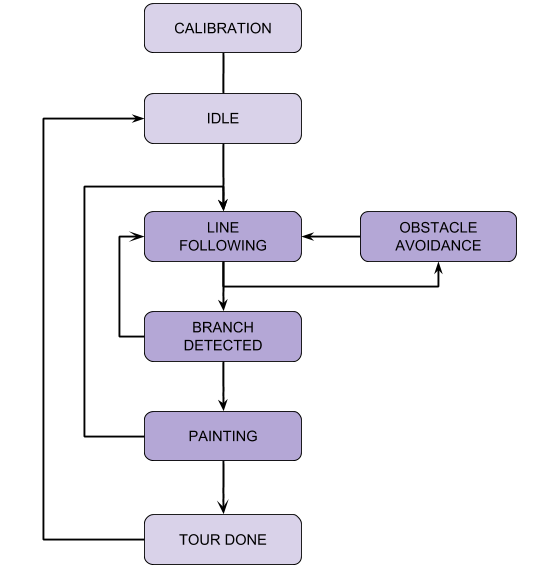 CALIBRATION
IDLE
LINE
FOLLOWING
OBSTACLE
AVOIDANCE
BRANCH
DETECTED
PAINTING
TOUR DONE